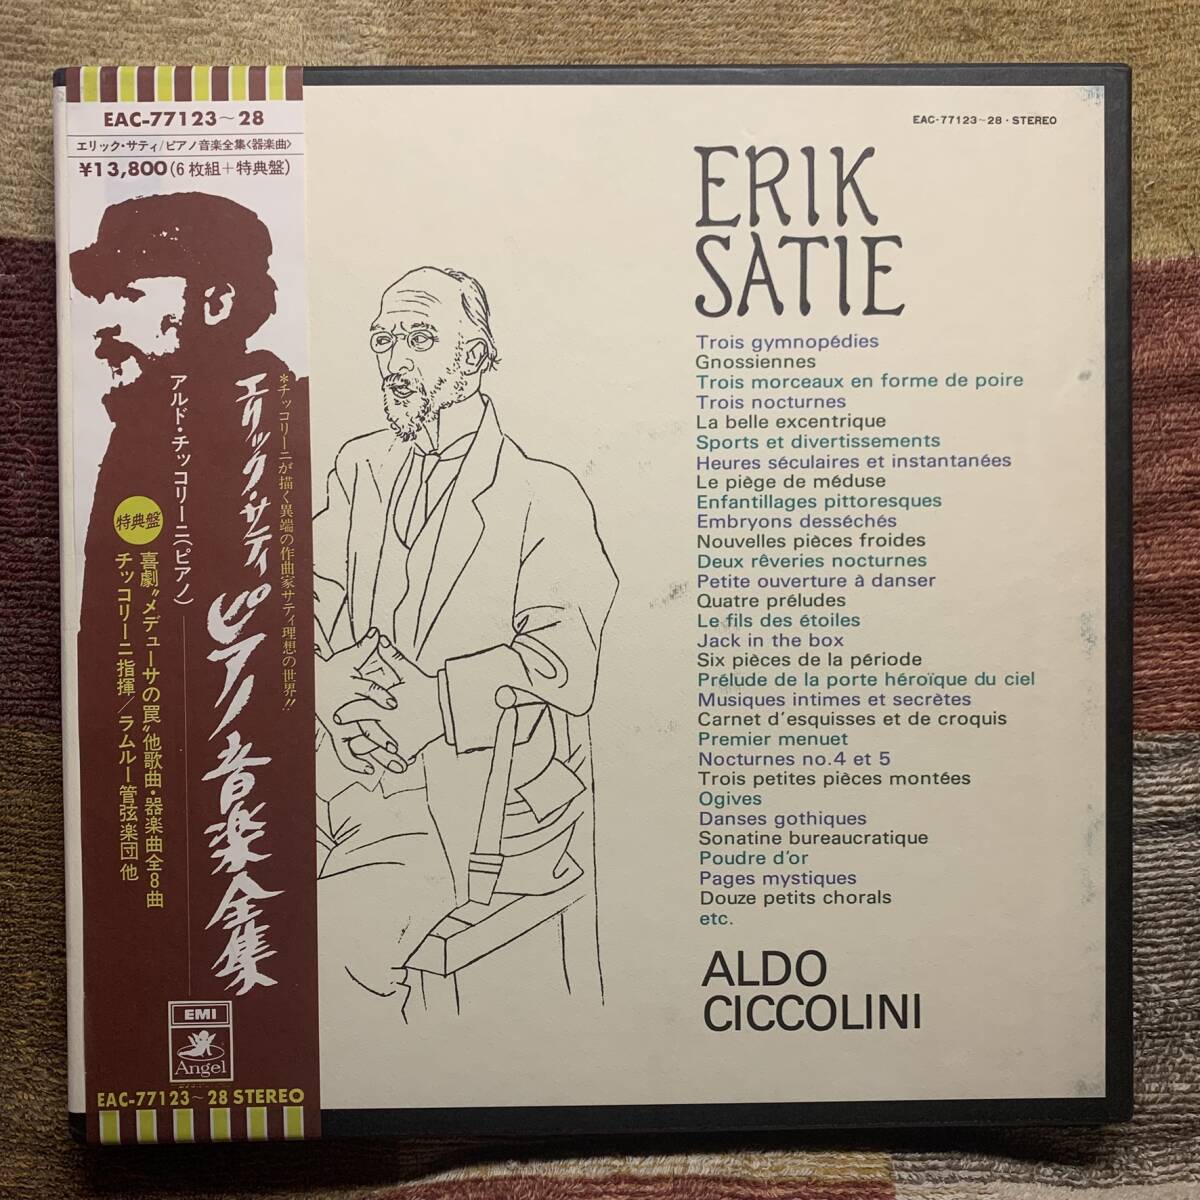 EAC-77123~28
エリック・サティ/ピアノ音楽全集〈器楽曲〉
¥13,800(6枚組+特典盤)
*チッコリーニが描く異端の作曲家サティ理想の世界!!
エリック・サティ ピアノ音楽全集
アルド・チッコリーニ(ピアノ)
特典盤
喜劇“メデューサの罠”他歌曲・器楽曲全8曲
チッコリーニ指揮/ラムルー管弦楽団 他
EMI
Angel
EAC-77123~28 STEREO
EAC-77123~28・STEREO
ERIK
SATIE
Trois gymnopédies
Gnossiennes
Trois morceaux en forme de poire
Trois nocturnes
La belle excentrique
Sports et divertissements
Heures séculaires et instantanées
Le piège de méduse
Enfantillages pittoresques
Embryons desséchés
Nouvelles pièces froides
Deux rêveries nocturnes
Petite ouverture à danser
Quatre préludes
Le fils des étoiles
Jack in the box
Six pièces de la période
Prélude de la porte héroïque du ciel
Musiques intimes et secrètes
Carnet d'esquisses et de croquis
Premier menuet
Nocturnes no.4 et 5
Trois petites pièces montées
Ogives
Danses gothiques
Sonatine bureaucratique
Poudre d'or
Pages mystiques
Douze petits chorals
etc.
ALDO
CICCOLINI